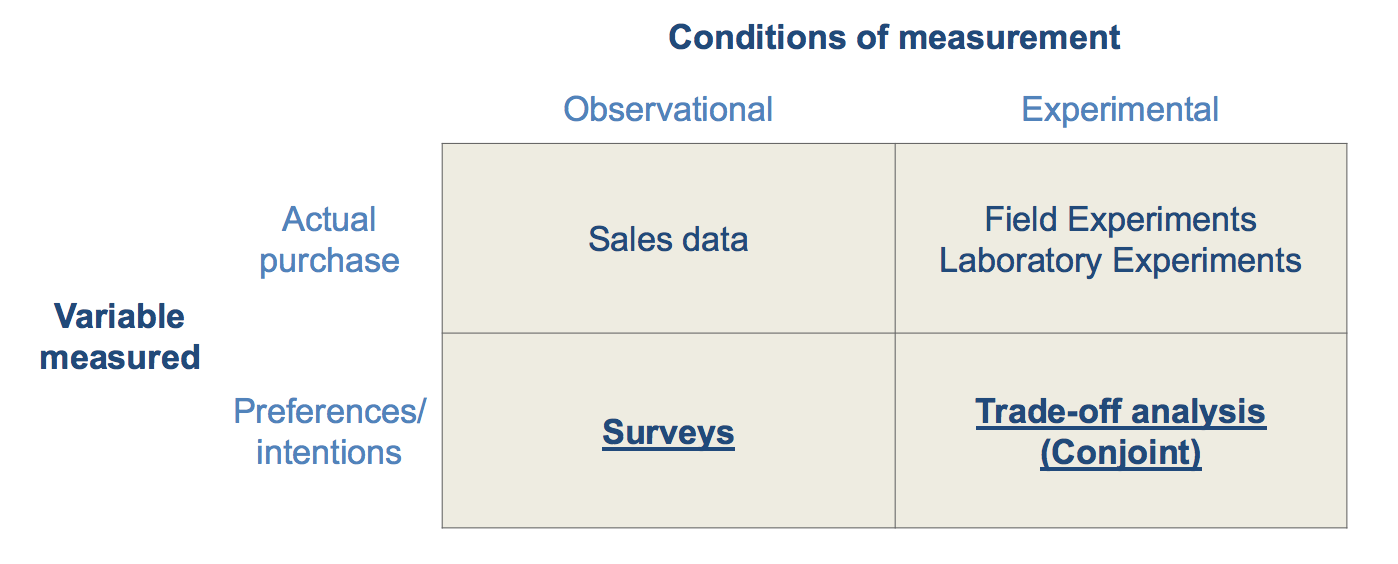 Conditions of measurement
Observational
Experimental
Actual
purchase
Sales data
Field Experiments
Laboratory Experiments
Variable
measured
Preferences/
intentions
Surveys
Trade-off analysis
(Conjoint)